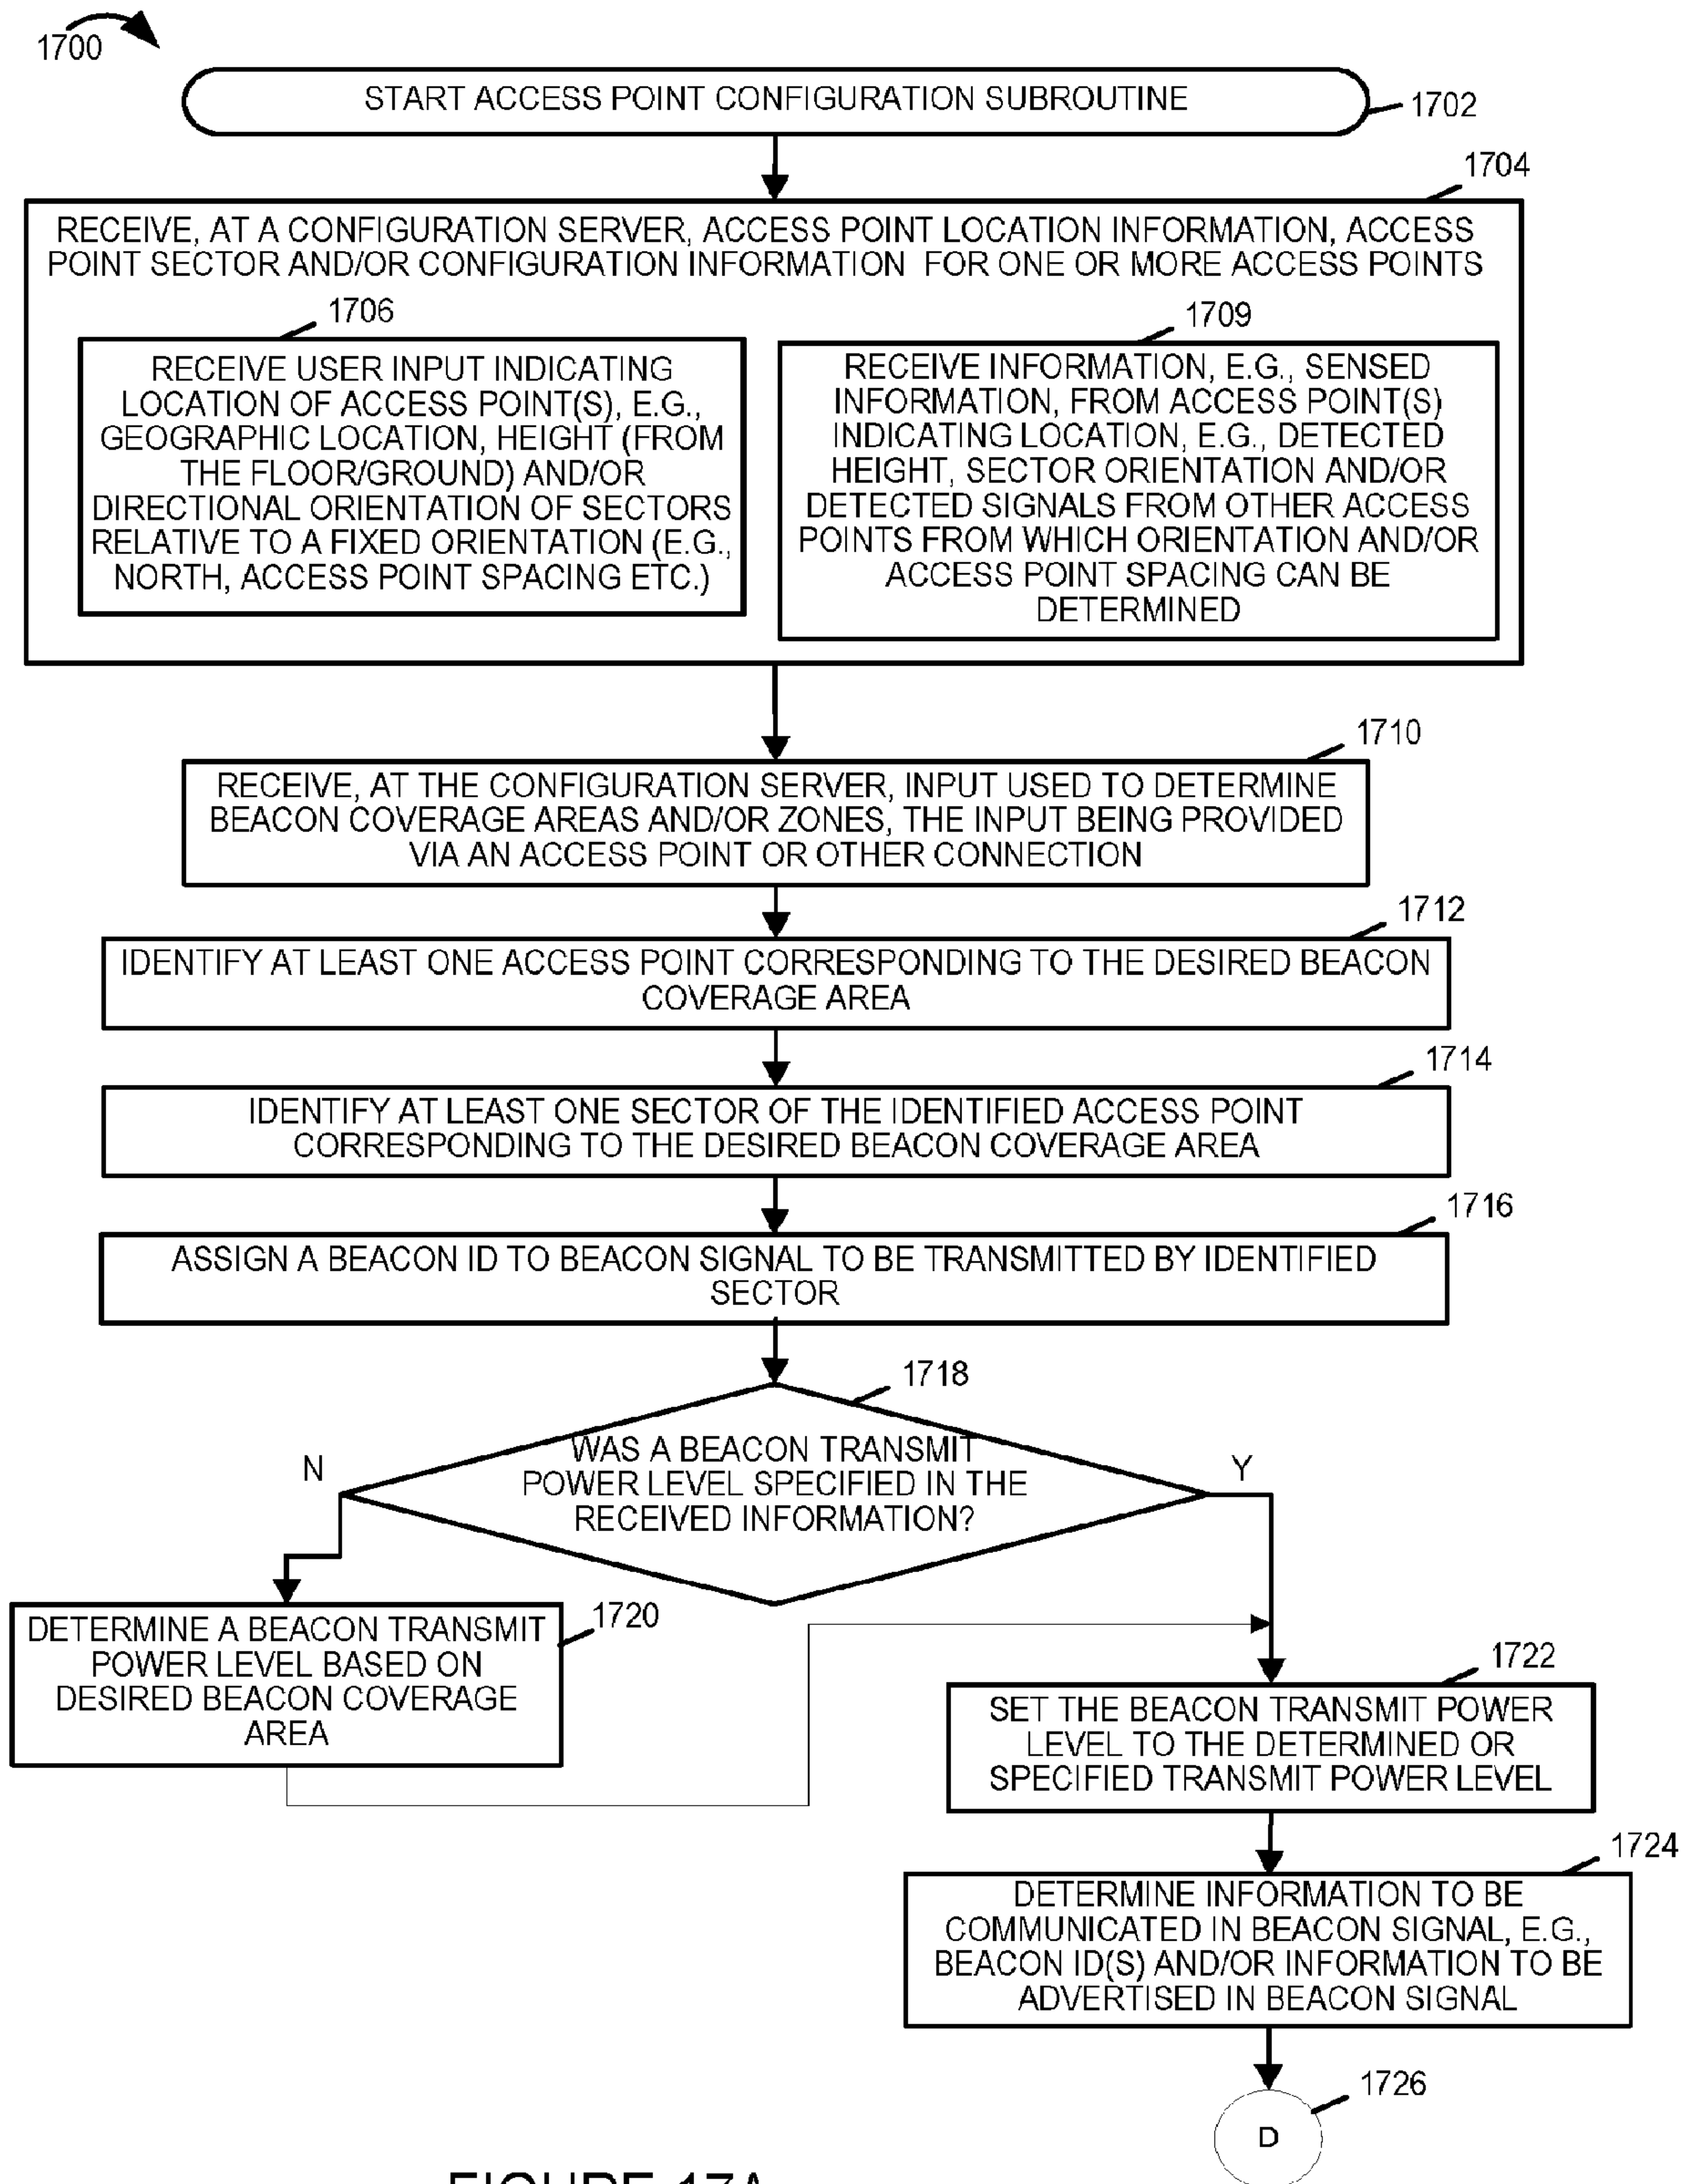 1700
START ACCESS POINT CONFIGURATION SUBROUTINE
1702
1704
RECEIVE, AT A CONFIGURATION SERVER, ACCESS POINT LOCATION INFORMATION, ACCESS
POINT SECTOR AND/OR CONFIGURATION INFORMATION FOR ONE OR MORE ACCESS POINTS
1706
RECEIVE USER INPUT INDICATING
LOCATION OF ACCESS POINT(S), E.G.,
GEOGRAPHIC LOCATION, HEIGHT (FROM
THE FLOOR/GROUND) AND/OR
DIRECTIONAL ORIENTATION OF SECTORS
RELATIVE TO A FIXED ORIENTATION (E.G.,
NORTH, ACCESS POINT SPACING ETC.)
1709
RECEIVE INFORMATION, E.G., SENSED
INFORMATION, FROM ACCESS POINT(S)
INDICATING LOCATION, E.G., DETECTED
HEIGHT, SECTOR ORIENTATION AND/OR
DETECTED SIGNALS FROM OTHER ACCESS
POINTS FROM WHICH ORIENTATION AND/OR
ACCESS POINT SPACING CAN BE
DETERMINED
1710
RECEIVE, AT THE CONFIGURATION SERVER, INPUT USED TO DETERMINE
BEACON COVERAGE AREAS AND/OR ZONES, THE INPUT BEING PROVIDED
VIA AN ACCESS POINT OR OTHER CONNECTION
1712
IDENTIFY AT LEAST ONE ACCESS POINT CORRESPONDING TO THE DESIRED BEACON
COVERAGE AREA
1714
IDENTIFY AT LEAST ONE SECTOR OF THE IDENTIFIED ACCESS POINT
CORRESPONDING TO THE DESIRED BEACON COVERAGE AREA
1716
ASSIGN A BEACON ID TO BEACON SIGNAL TO BE TRANSMITTED BY IDENTIFIED
SECTOR
1718
WAS A BEACON TRANSMIT
POWER LEVEL SPECIFIED IN THE
RECEIVED INFORMATION?
N
Y
1720
DETERMINE A BEACON TRANSMIT
POWER LEVEL BASED ON
DESIRED BEACON COVERAGE
AREA
1722
SET THE BEACON TRANSMIT POWER
LEVEL TO THE DETERMINED OR
SPECIFIED TRANSMIT POWER LEVEL
1724
DETERMINE INFORMATION TO BE
COMMUNICATED IN BEACON SIGNAL, E.G.,
BEACON ID(S) AND/OR INFORMATION TO BE
ADVERTISED IN BEACON SIGNAL
1726
D
FIGURE 17A